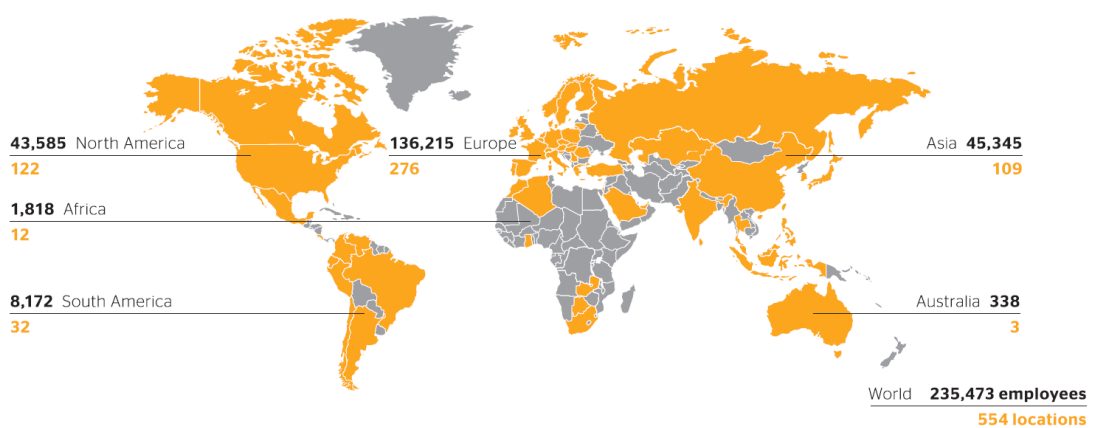 43,585 North America
122
136,215 Europe
276
Asia 45,345
109
1,818 Africa
12
8,172 South America
32
Australia 338
3
World 235,473 employees
554 locations